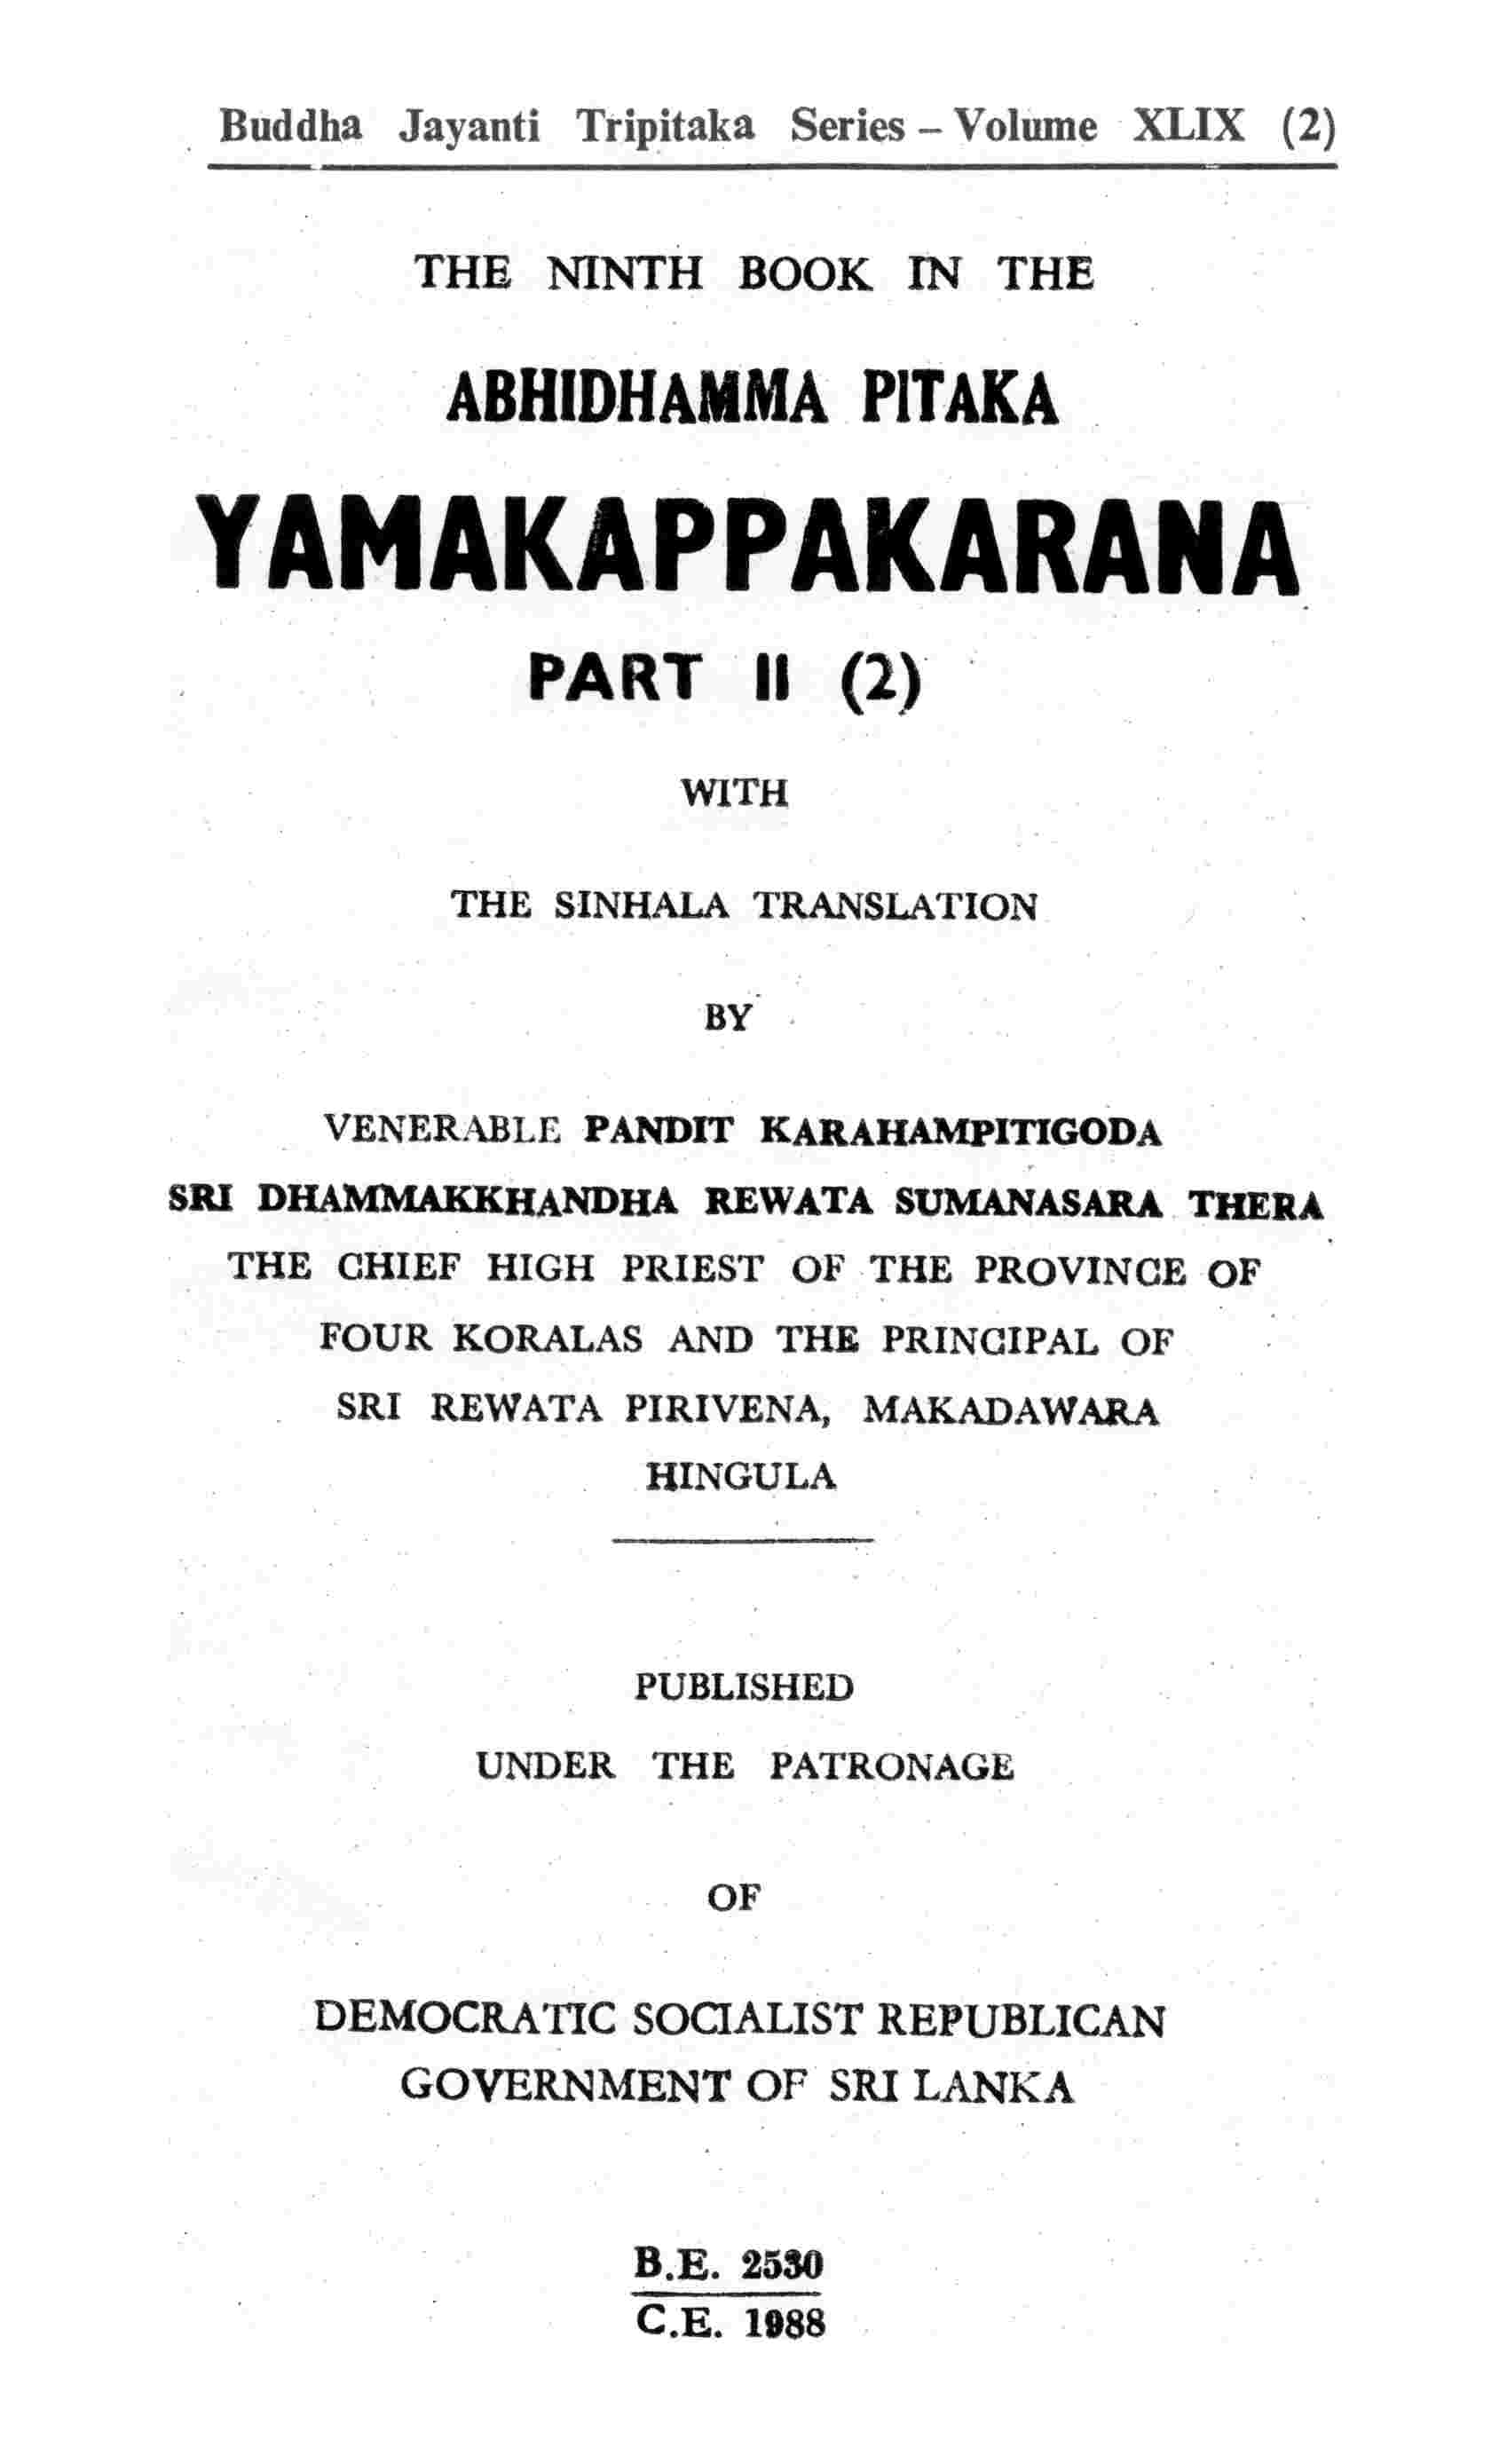 Buddha Jayanti Tripitaka Series – Volume XLIX (2)
THE NINTH BOOK IN THE
ABHIDHAMMA PITAKA
YAMAKAPPAKARANA
PART II (2)
WITH
THE SINHALA TRANSLATION
BY
VENERABLE PANDIT KARAHAMPITIGODA
SRI DHAMMAKKHANDHA REWATA SUMANASARA THERA
THE CHIEF HIGH PRIEST OF THE PROVINCE OF
FOUR KORALAS AND THE PRINCIPAL OF
SRI REWATA PIRIVENA, MAKADAWARA
HINGULA
PUBLISHED
UNDER THE PATRONAGE
OF
DEMOCRATIC SOCIALIST REPUBLICAN
GOVERNMENT OF SRI LANKA
B.E. 2530
C.E. 1988